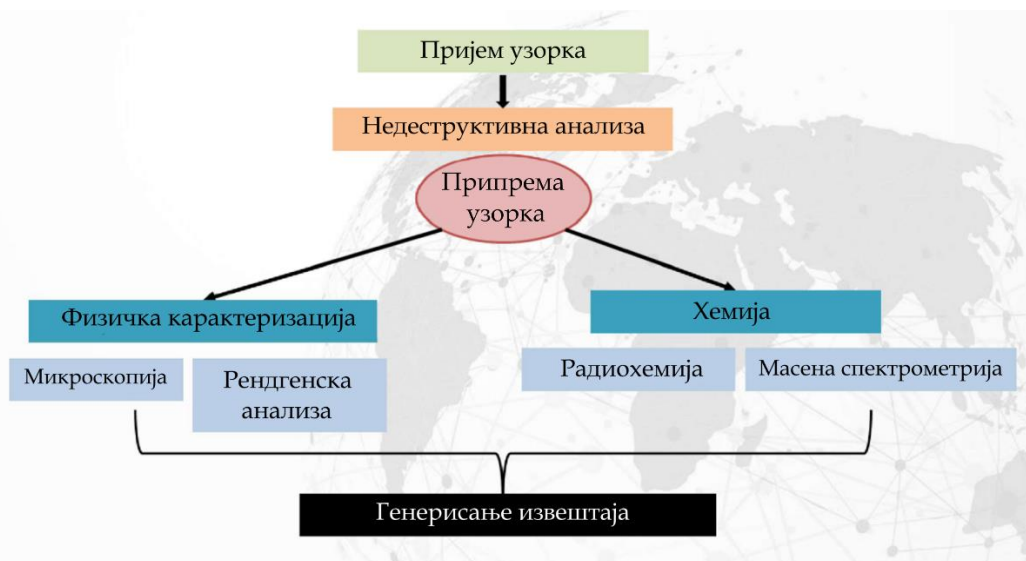 Пријем узорка
Недеструктивна анализа
Припрема
узорка
Физичка карактеризација
Хемија
Микроскопија
Рендгенска
анализа
Радиохемија
Масена спектрометрија
Генерисање извештаја